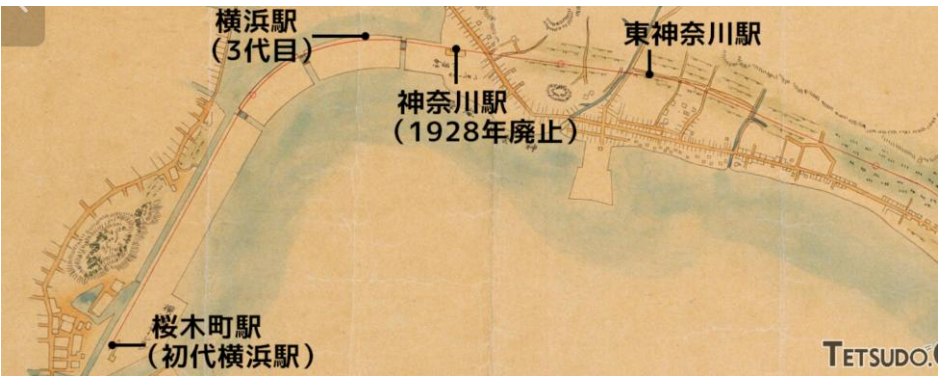 横浜駅
（3代目）
東神奈川駅
神奈川駅
（1928年廃止）
桜木町駅
（初代横浜駅）
TETSUDO.